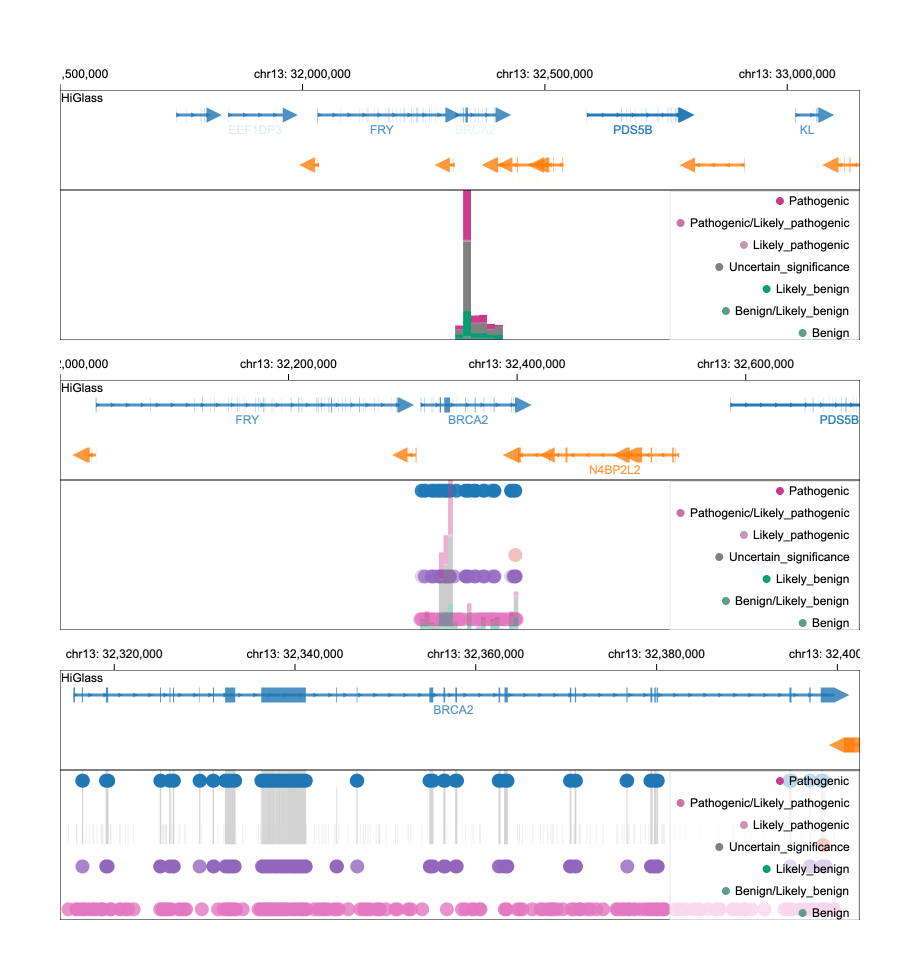 ,500,000 chr13: 32,000,000 chr13: 32,500,000 chr13: 33,000,000
HiGlass
EEF1DP3 FRY BRCA2 PDS5B KL
Pathogenic
Pathogenic/Likely_pathogenic
Likely_pathogenic
Uncertain_significance
Likely_benign
Benign/Likely_benign
Benign
:,000,000 chr13: 32,200,000 chr13: 32,400,000 chr13: 32,600,000
HiGlass
FRY BRCA2 PDS5B
N4BP2L2
Pathogenic
Pathogenic/Likely_pathogenic
Likely_pathogenic
Uncertain_significance
Likely_benign
Benign/Likely_benign
Benign
chr13: 32,320,000 chr13: 32,340,000 chr13: 32,360,000 chr13: 32,380,000 chr13: 32,40
HiGlass
BRCA2
Pathogenic
Pathogenic/Likely_pathogenic
Likely_pathogenic
Uncertain_significance
Likely_benign
Benign/Likely_benign
Benign